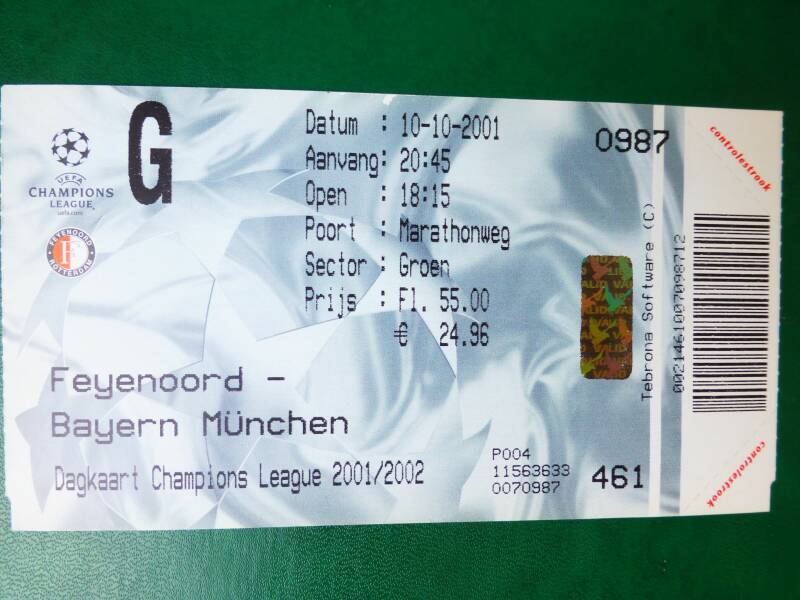 G
UEFA
CHAMPIONS
LEAGUE
uefa.com
FEYENOORD
ROTTERDAM
Datum : 10-10-2001
Aanvang: 20:45
Open : 18:15
Poort : Marathonweg
Sector : Groen
Prijs : Fl. 55.00
€ 24.96
0987
Feyenoord -
Bayern München
Dagkaart Champions League 2001/2002
P004
11563633
0070987
461
VALID
Tebrona Software (C)
0021461007098712
controlestrook
controlestrook